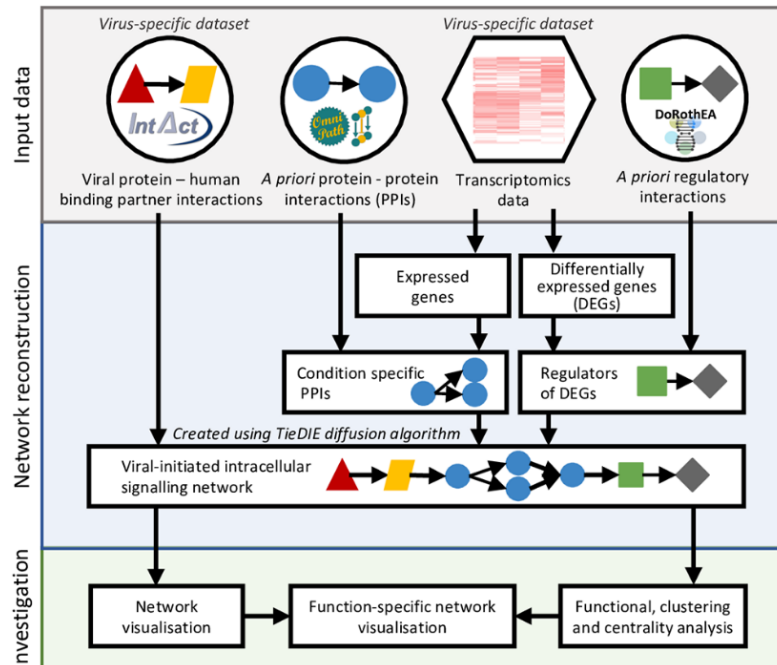 Virus-specific dataset
Virus-specific dataset
Input data
IntAct
Omni
Path
DoRothEA
Viral protein – human
binding partner interactions
A priori protein - protein
interactions (PPIs)
Transcriptomics
data
A priori regulatory
interactions
Network reconstruction
Expressed
genes
Differentially
expressed genes
(DEGs)
Condition specific
PPIs
Regulators
of DEGs
Created using TieDIE diffusion algorithm
Viral-initiated intracellular
signalling network
nvestigation
Network
visualisation
Function-specific network
visualisation
Functional, clustering
and centrality analysis